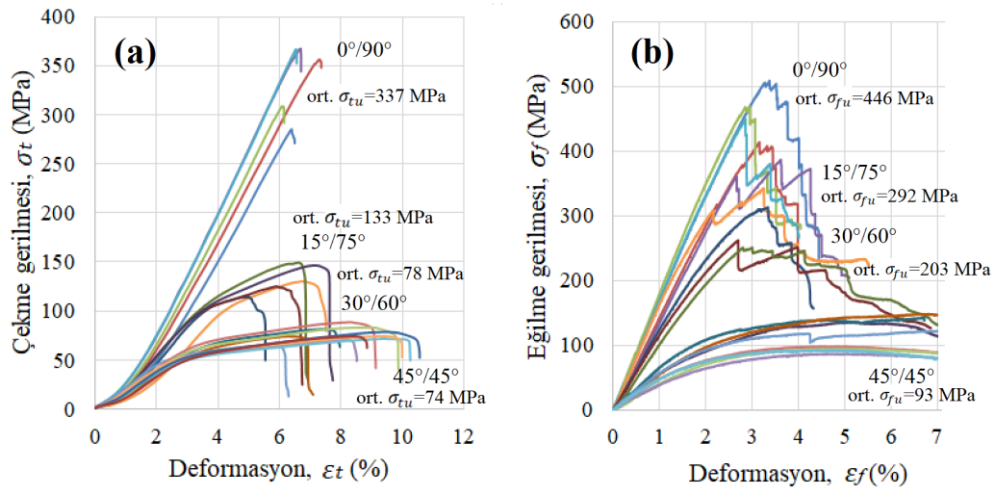 (a)
Çekme gerilmesi, σt (MPa)
400
350
300
250
200
150
100
50
0
0°/90°
ort. σtu=337 MPa
ort. σtu=133 MPa
15°/75°
ort. σtu=78 MPa
30°/60°
45°/45°
ort. σtu=74 MPa
0 2 4 6 8 10 12
Deformasyon, εt (%)
(b)
Eğilme gerilmesi, σf (MPa)
600
500
400
300
200
100
0
0°/90°
ort. σfu=446 MPa
15°/75°
ort. σfu=292 MPa
30°/60°
ort. σfu=203 MPa
45°/45°
ort. σfu=93 MPa
0 1 2 3 4 5 6 7
Deformasyon, εf(%)